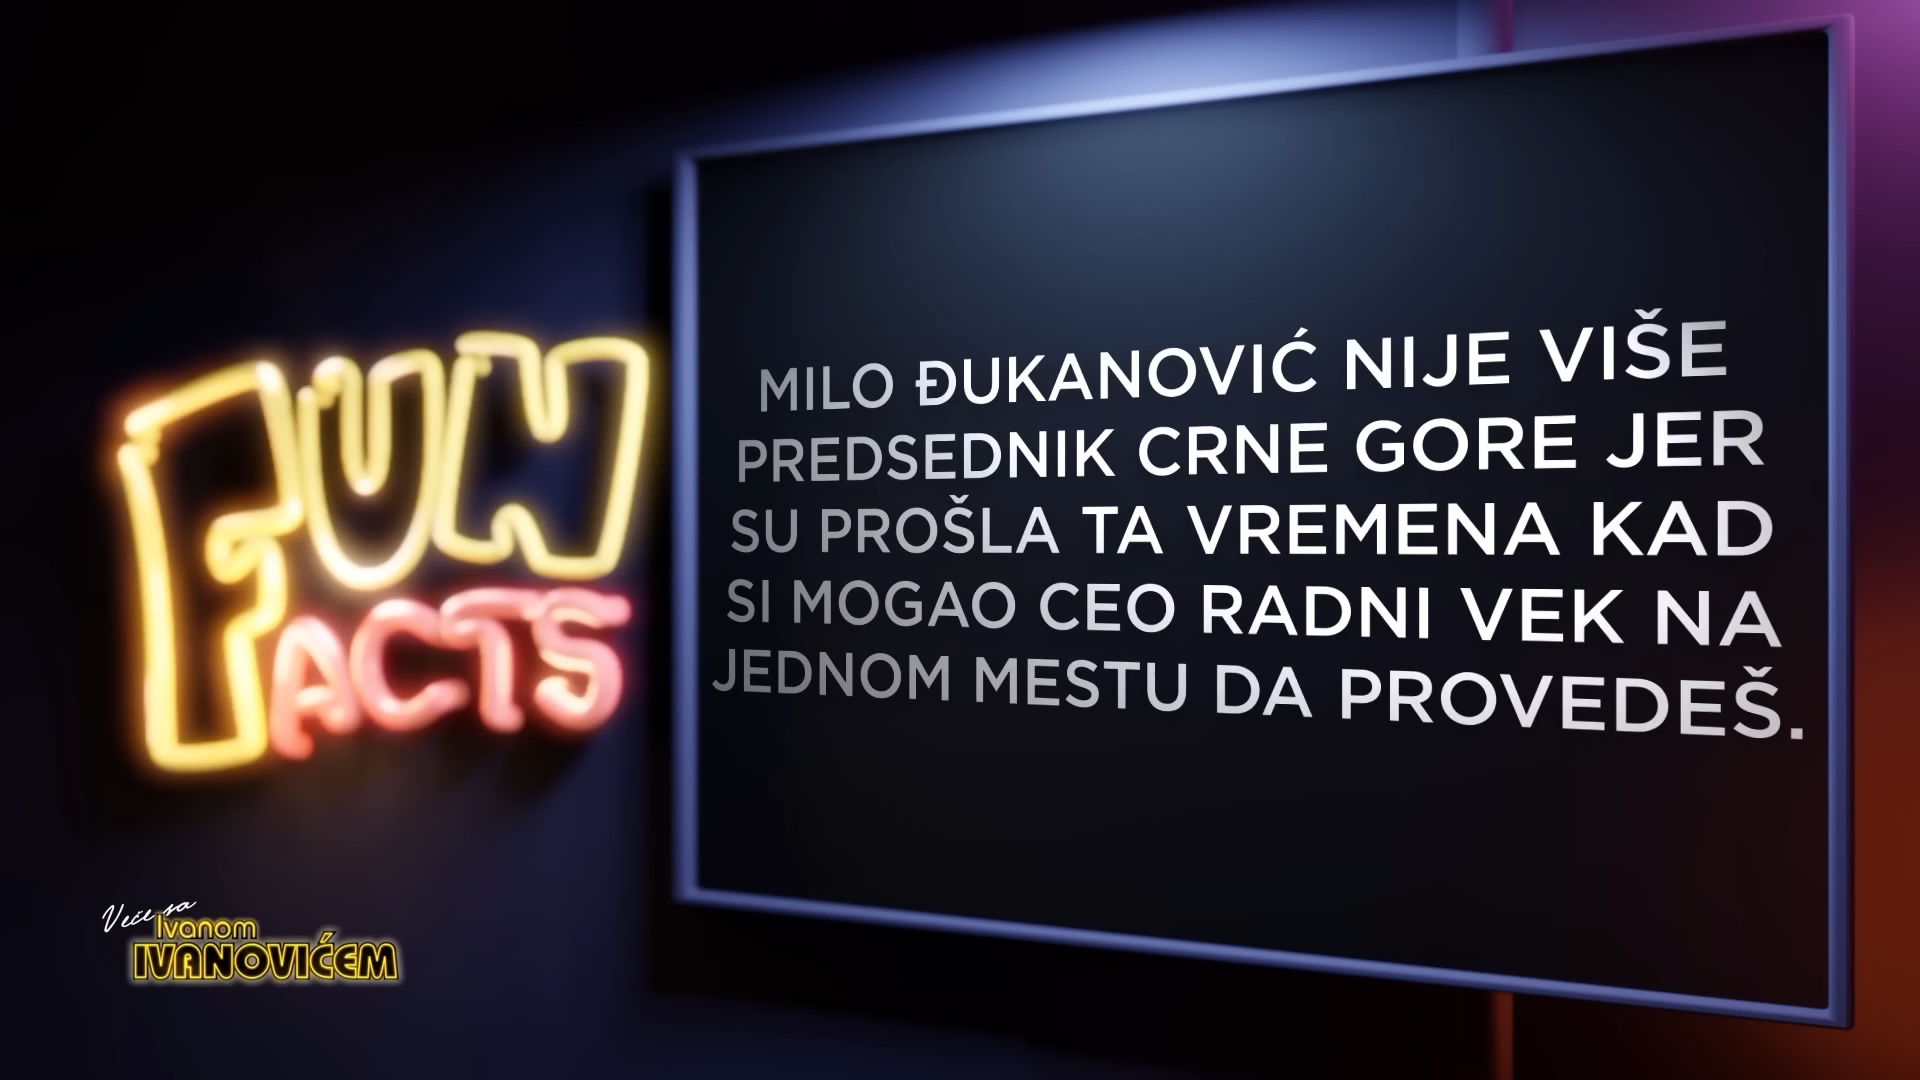 FUN
FACTS
MILO ĐUKANOVIĆ NIJE VIŠE
PREDSEDNIK CRNE GORE JER
SU PROŠLA TA VREMENA KAD
SI MOGAO CEO RADNI VEK NA
JEDNOM MESTU DA PROVEDEŠ.
Veče sa
Ivanom
IVANOVIĆEM